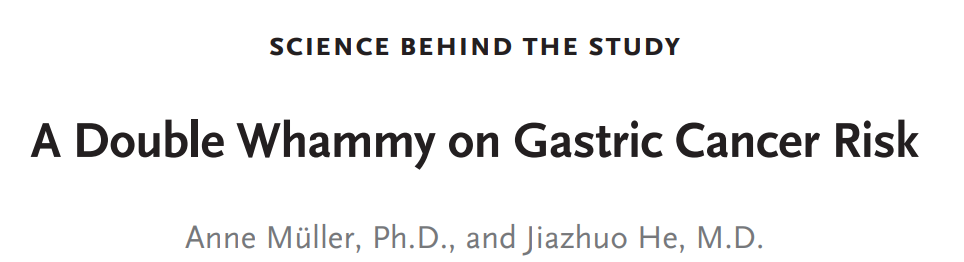 SCIENCE BEHIND THE STUDY
A Double Whammy on Gastric Cancer Risk
Anne Müller, Ph.D., and Jiazhuo He, M.D.